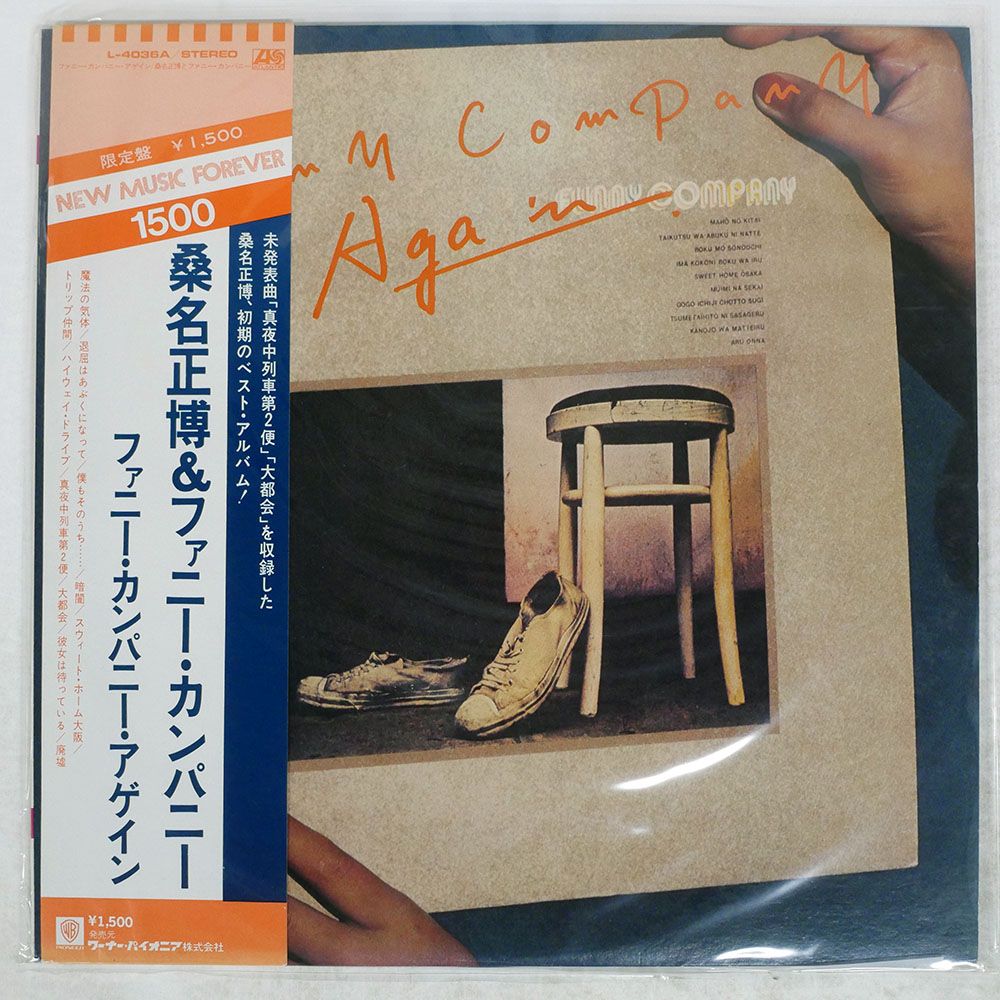 L-4036A/STEREO
ファニー・カンパニー・アゲイン/桑名正博とファニー・カンパニー
ATLANTIC
限定盤 ¥1,500
NEW MUSIC FOREVER
1500
未発表曲「真夜中列車第2便」「大都会」を収録した
桑名正博、初期のベスト・アルバム!
桑名正博&ファニー・カンパニー
ファニー・カンパニー・アゲイン
魔法の気体/退屈はあぶくになって/僕もそのうち……/暗闇/スウィート・ホーム大阪/
トリップ仲間/ハイウェイ・ドライブ/真夜中列車第2便/大都会/彼女は待っている/廃墟
WB
PIONEER
¥1,500
発売元
ワーナー・パイオニア株式会社
nny Company
Again
FUNNY COMPANY
MAHÔ NO KITAI
TAIKUTSU WA ABUKU NI NATTE
BOKU MO SONOUCHI
IMA KOKONI BOKU WA IRU
SWEET HOME OSAKA
MUIMI NA SEKAI
GOGO ICHIJI CHOTTO SUGI
TSUMETAI HITO NI SASAGERU
KANOJO WA MATTEIRU
ARU ONNA